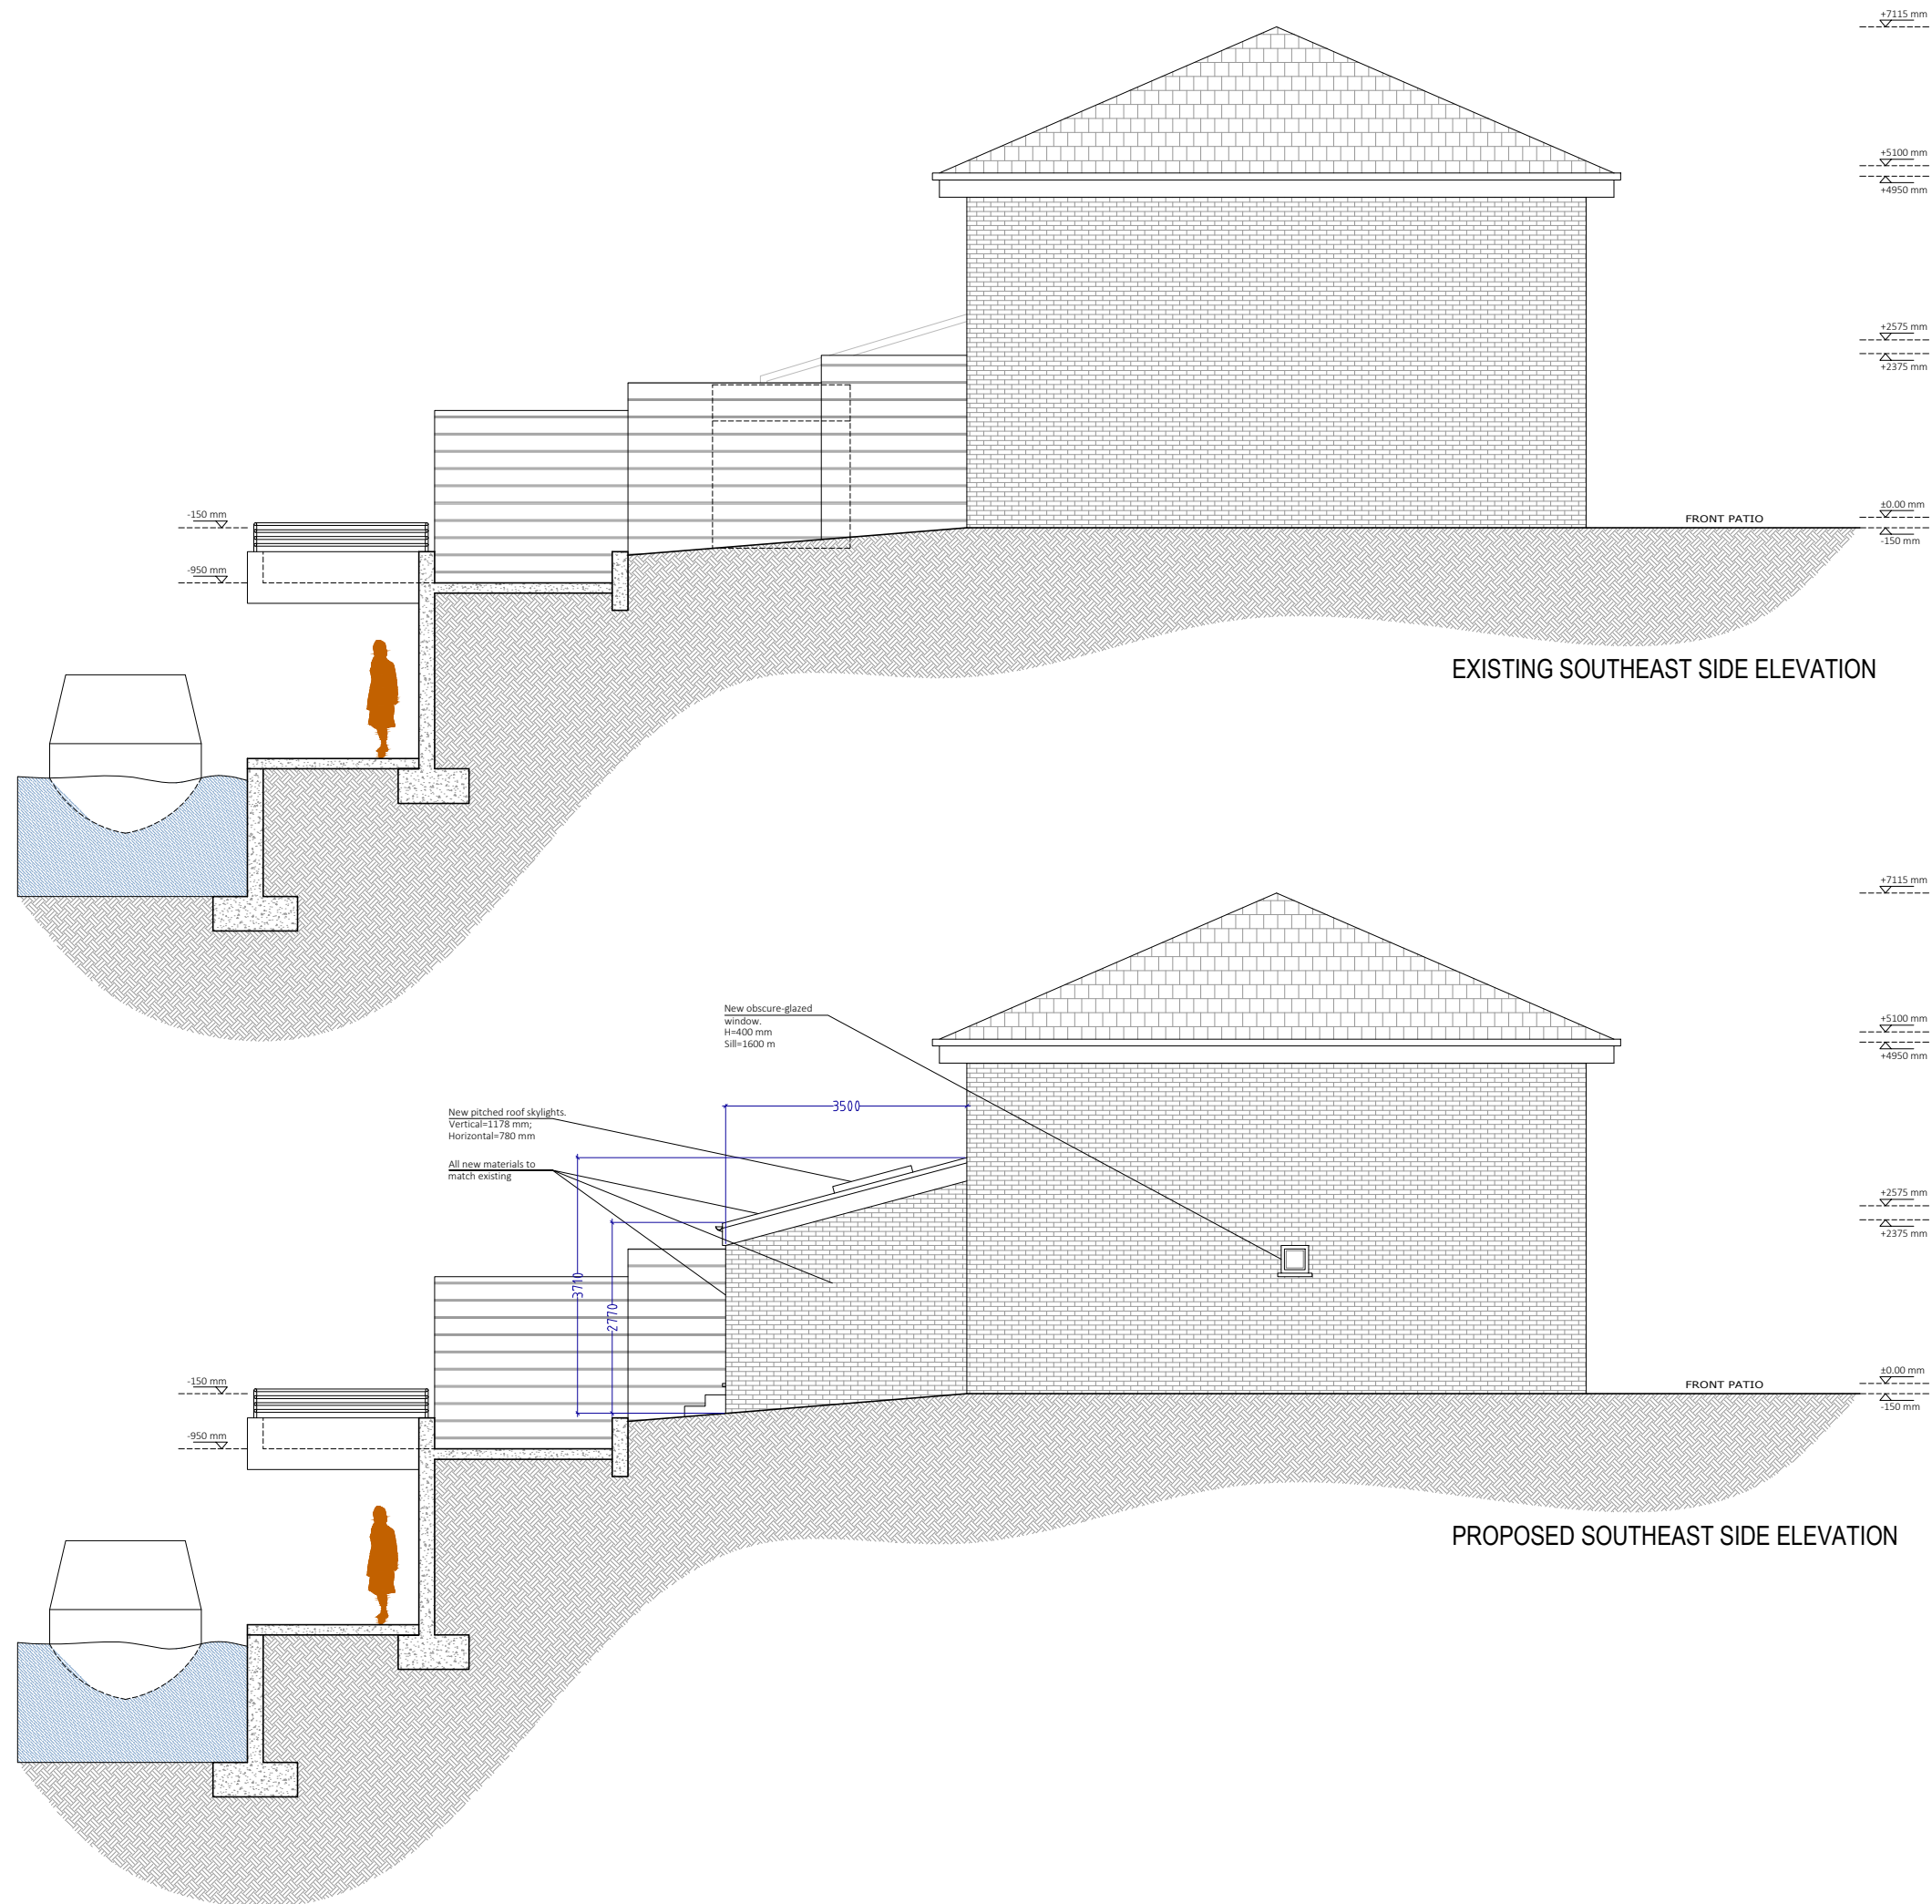 +7115 mm
+5100 mm
+4950 mm
+2575 mm
+2375 mm
±0.00 mm
FRONT PATIO
-150 mm
-150 mm
-950 mm
EXISTING SOUTHEAST SIDE ELEVATION
+7115 mm
New obscure-glazed
window.
H=400 mm
Sill=1600 m
+5100 mm
+4950 mm
3500
New pitched roof skylights.
Vertical=1178 mm;
Horizontal=780 mm
All new materials to
match existing
+2575 mm
+2375 mm
3710
2770
±0.00 mm
FRONT PATIO
-150 mm
-150 mm
-950 mm
PROPOSED SOUTHEAST SIDE ELEVATION